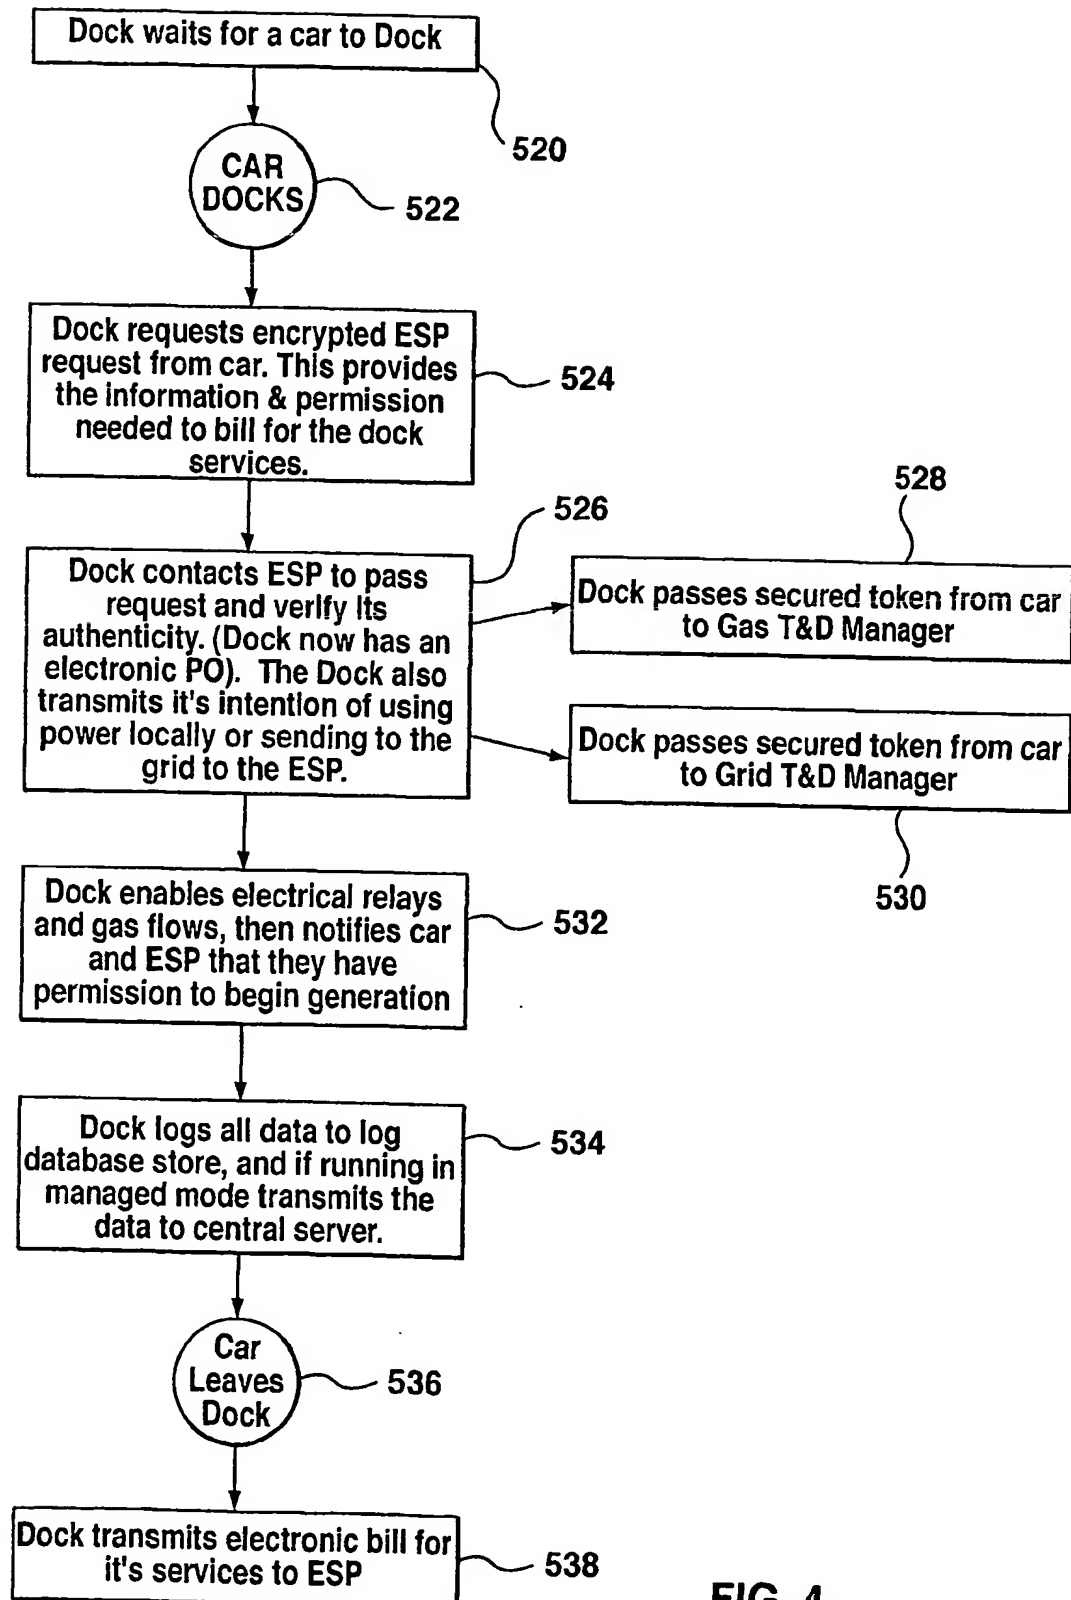 Dock waits for a car to Dock
520
CAR
DOCKS
522
Dock requests encrypted ESP
request from car. This provides
the information & permission
needed to bill for the dock
services.
524
526
Dock contacts ESP to pass
request and verify its
authenticity. (Dock now has an
electronic PO). The Dock also
transmits it's intention of using
power locally or sending to the
grid to the ESP.
528
Dock passes secured token from car
to Gas T&D Manager
Dock passes secured token from car
to Grid T&D Manager
530
Dock enables electrical relays
and gas flows, then notifies car
and ESP that they have
permission to begin generation
532
Dock logs all data to log
database store, and if running in
managed mode transmits the
data to central server.
534
Car
Leaves
Dock
536
Dock transmits electronic bill for
it's services to ESP
538
FIG. 4